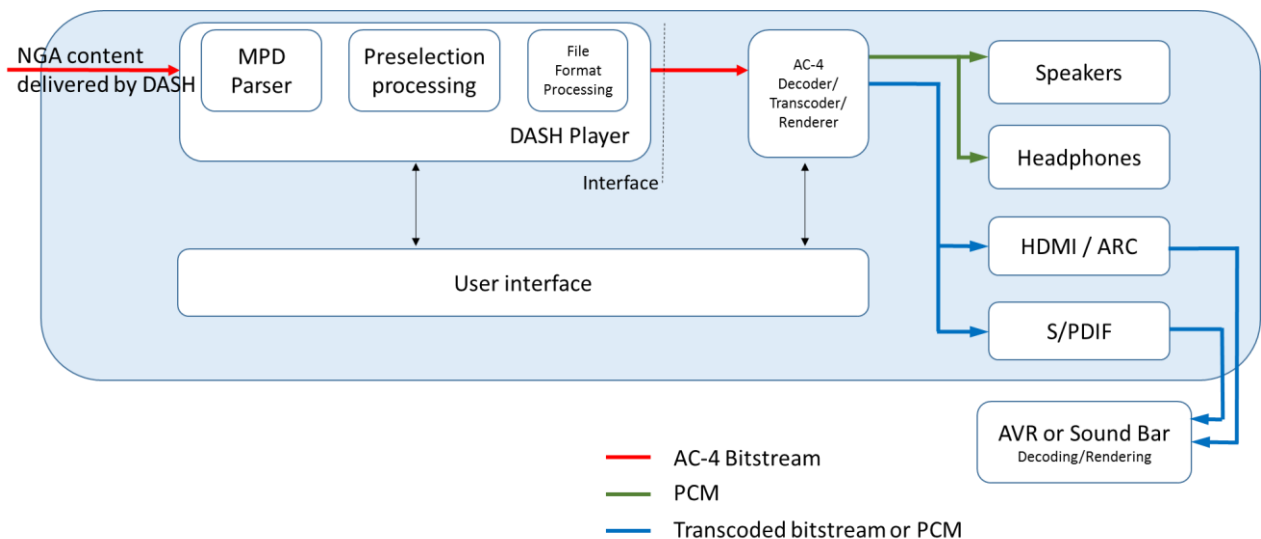 NGA content
delivered by DASH
MPD
Parser
Preselection
processing
File
Format
Processing
DASH Player
Interface
AC-4
Decoder/
Transcoder/
Renderer
Speakers
Headphones
HDMI / ARC
S/PDIF
User interface
AVR or Sound Bar
Decoding/Rendering
AC-4 Bitstream
PCM
Transcoded bitstream or PCM